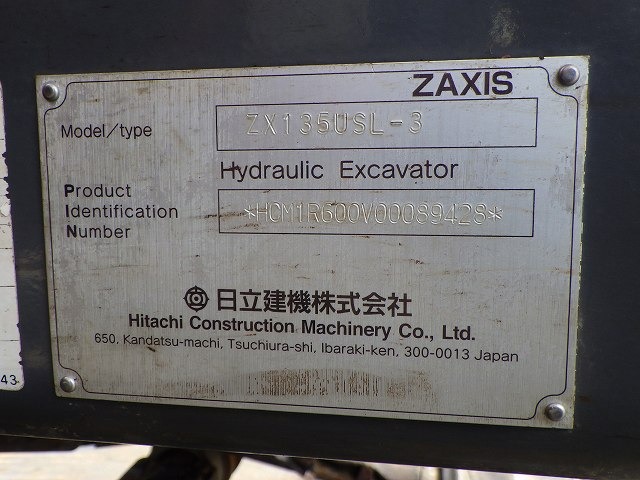 ZAXIS
Model/type
ZX135USL-3
Hydraulic Excavator
Product
Identification
Number
*HCM1R600V00089428*
日立建機株式会社
Hitachi Construction Machinery Co., Ltd.
650, Kandatsu-machi, Tsuchiura-shi, Ibaraki-ken, 300-0013 Japan
43